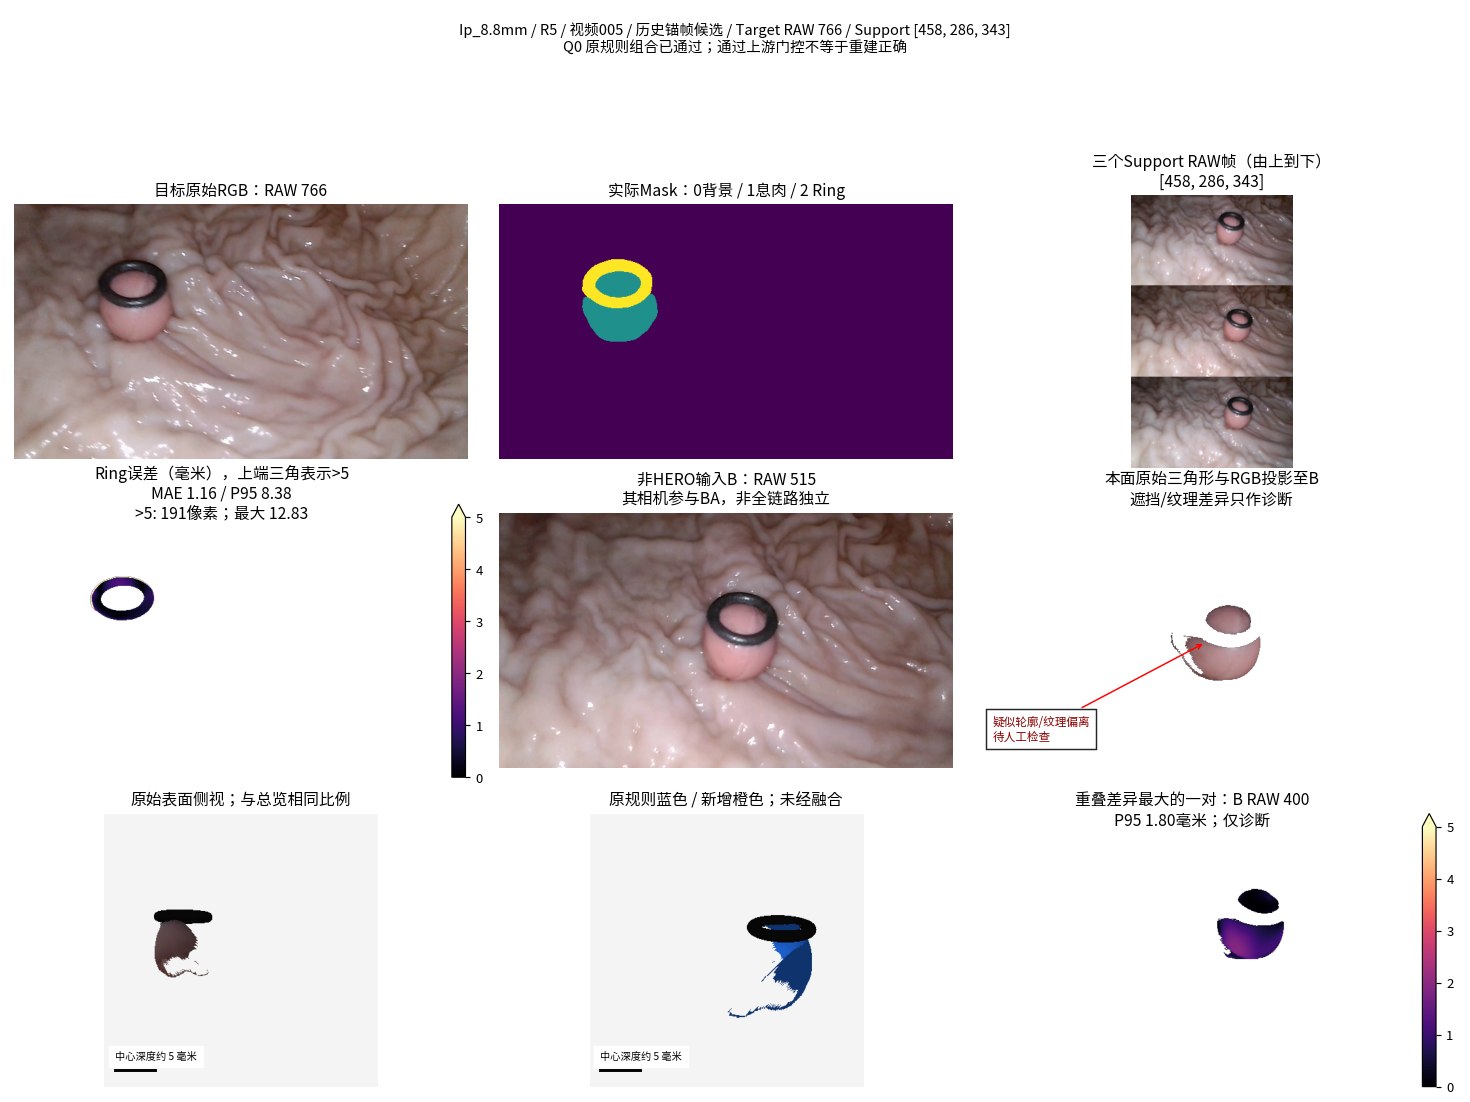 Ip_8.8mm / R5 / 视频005 / 历史锚帧候选 / Target RAW 766 / Support [458, 286, 343]
Q0 原规则组合已通过；通过上游门控不等于重建正确
目标原始RGB：RAW 766
实际Mask：0背景 / 1息肉 / 2 Ring
三个Support RAW帧（由上到下）
[458, 286, 343]
Ring误差（毫米），上端三角表示>5
MAE 1.16 / P95 8.38
>5: 191像素；最大 12.83
5
4
3
2
1
0
非HERO输入B：RAW 515
其相机参与BA，非全链路独立
本面原始三角形与RGB投影至B
遮挡/纹理差异只作诊断
疑似轮廓/纹理偏离
待人工检查
原始表面侧视；与总览相同比例
中心深度约 5 毫米
原规则蓝色 / 新增橙色；未经融合
中心深度约 5 毫米
重叠差异最大的一对：B RAW 400
P95 1.80毫米；仅诊断
5
4
3
2
1
0